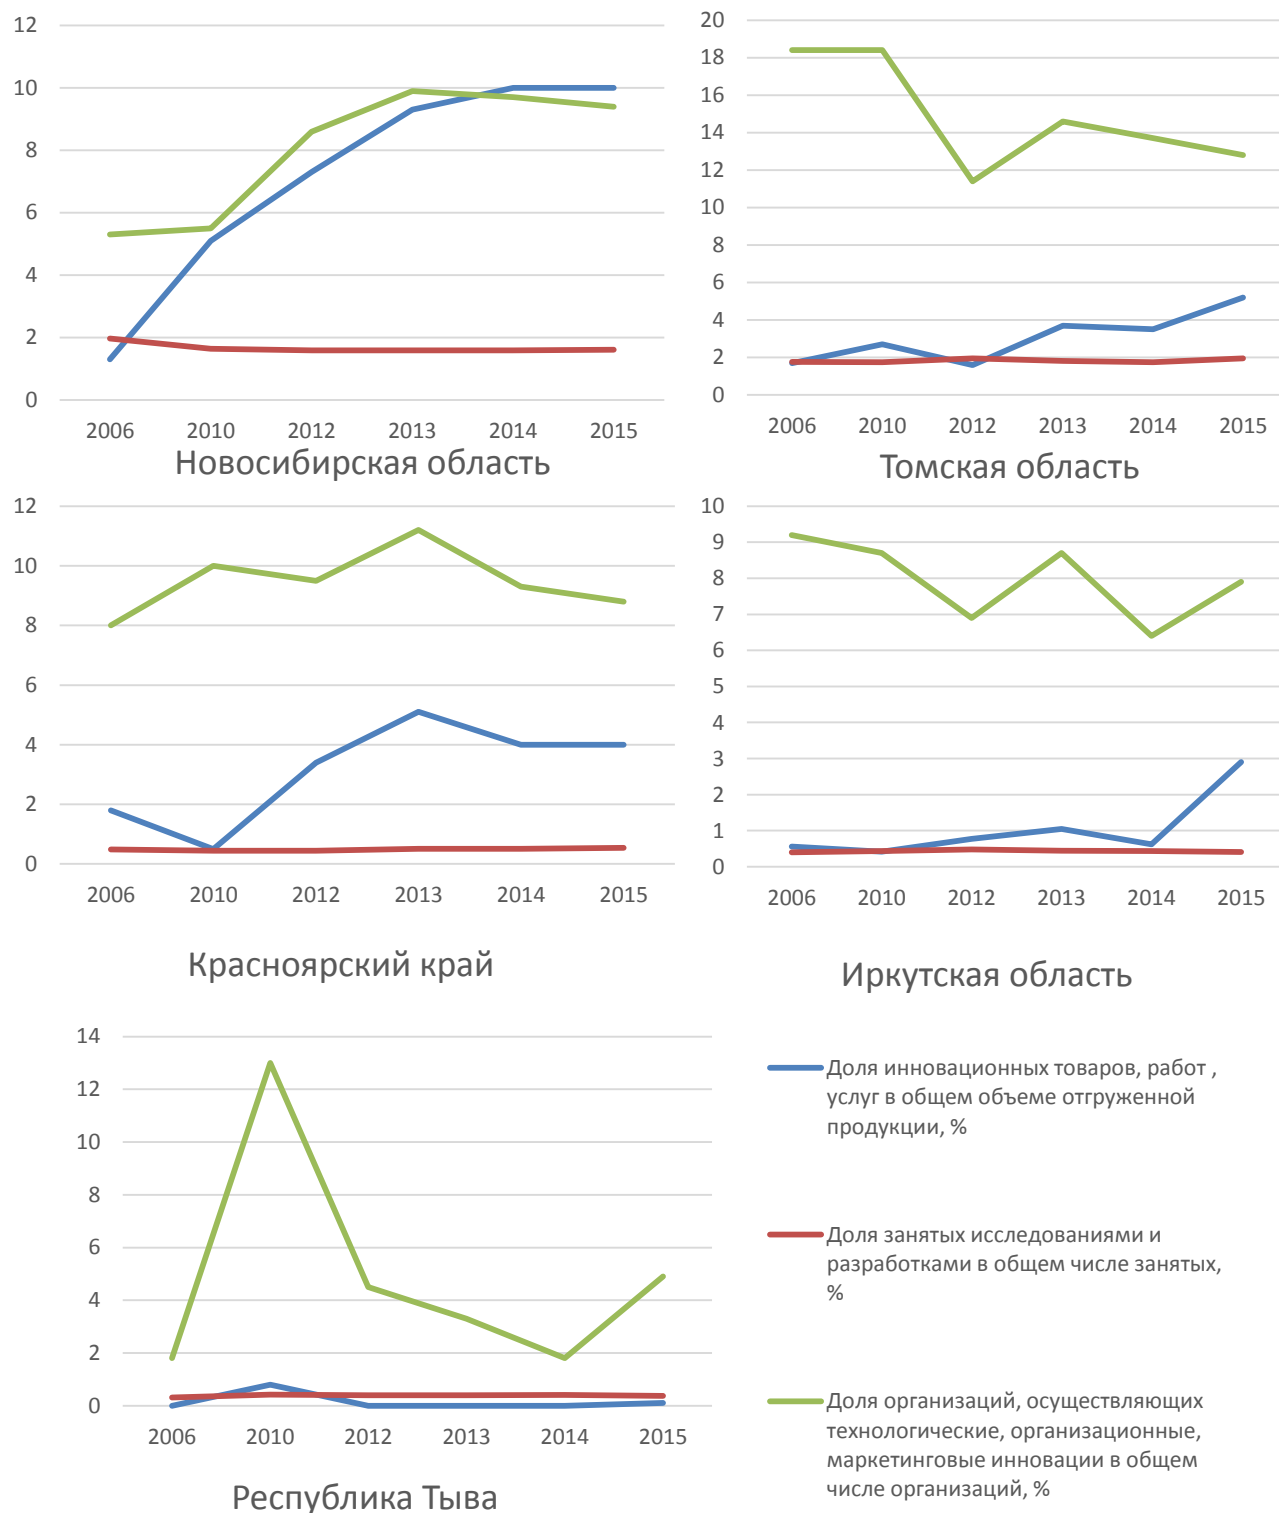 12
10
8
6
4
2
0
2006 2010 2012 2013 2014 2015
Новосибирская область
20
18
16
14
12
10
8
6
4
2
0
2006 2010 2012 2013 2014 2015
Томская область
12
10
8
6
4
2
0
2006 2010 2012 2013 2014 2015
Красноярский край
10
9
8
7
6
5
4
3
2
1
0
2006 2010 2012 2013 2014 2015
Иркутская область
14
12
10
8
6
4
2
0
2006 2010 2012 2013 2014 2015
Республика Тыва
Доля инновационных товаров, работ ,
услуг в общем объеме отгруженной
продукции, %
Доля занятых исследованиями и
разработками в общем числе занятых,
%
Доля организаций, осуществляющих
технологические, организационные,
маркетинговые инновации в общем
числе организаций, %